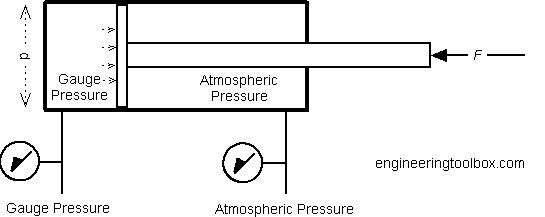 d
Gauge
Pressure
Atmospheric
Pressure
F
engineeringtoolbox.com
Gauge Pressure
Atmospheric Pressure